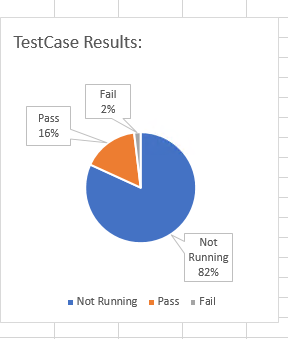 TestCase Results:
Fail
2%
Pass
16%
Not
Running
82%
Not Running Pass Fail